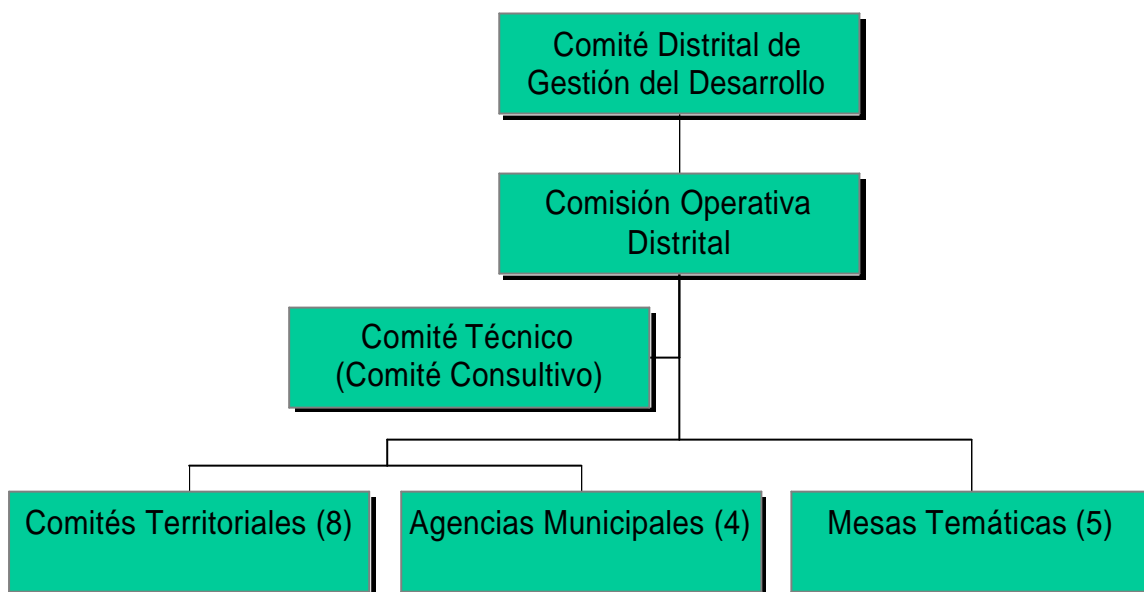 Comité Distrital de
Gestión del Desarrollo
Comisión Operativa
Distrital
Comité Técnico
(Comité Consultivo)
Comités Territoriales (8)
Agencias Municipales (4)
Mesas Temáticas (5)